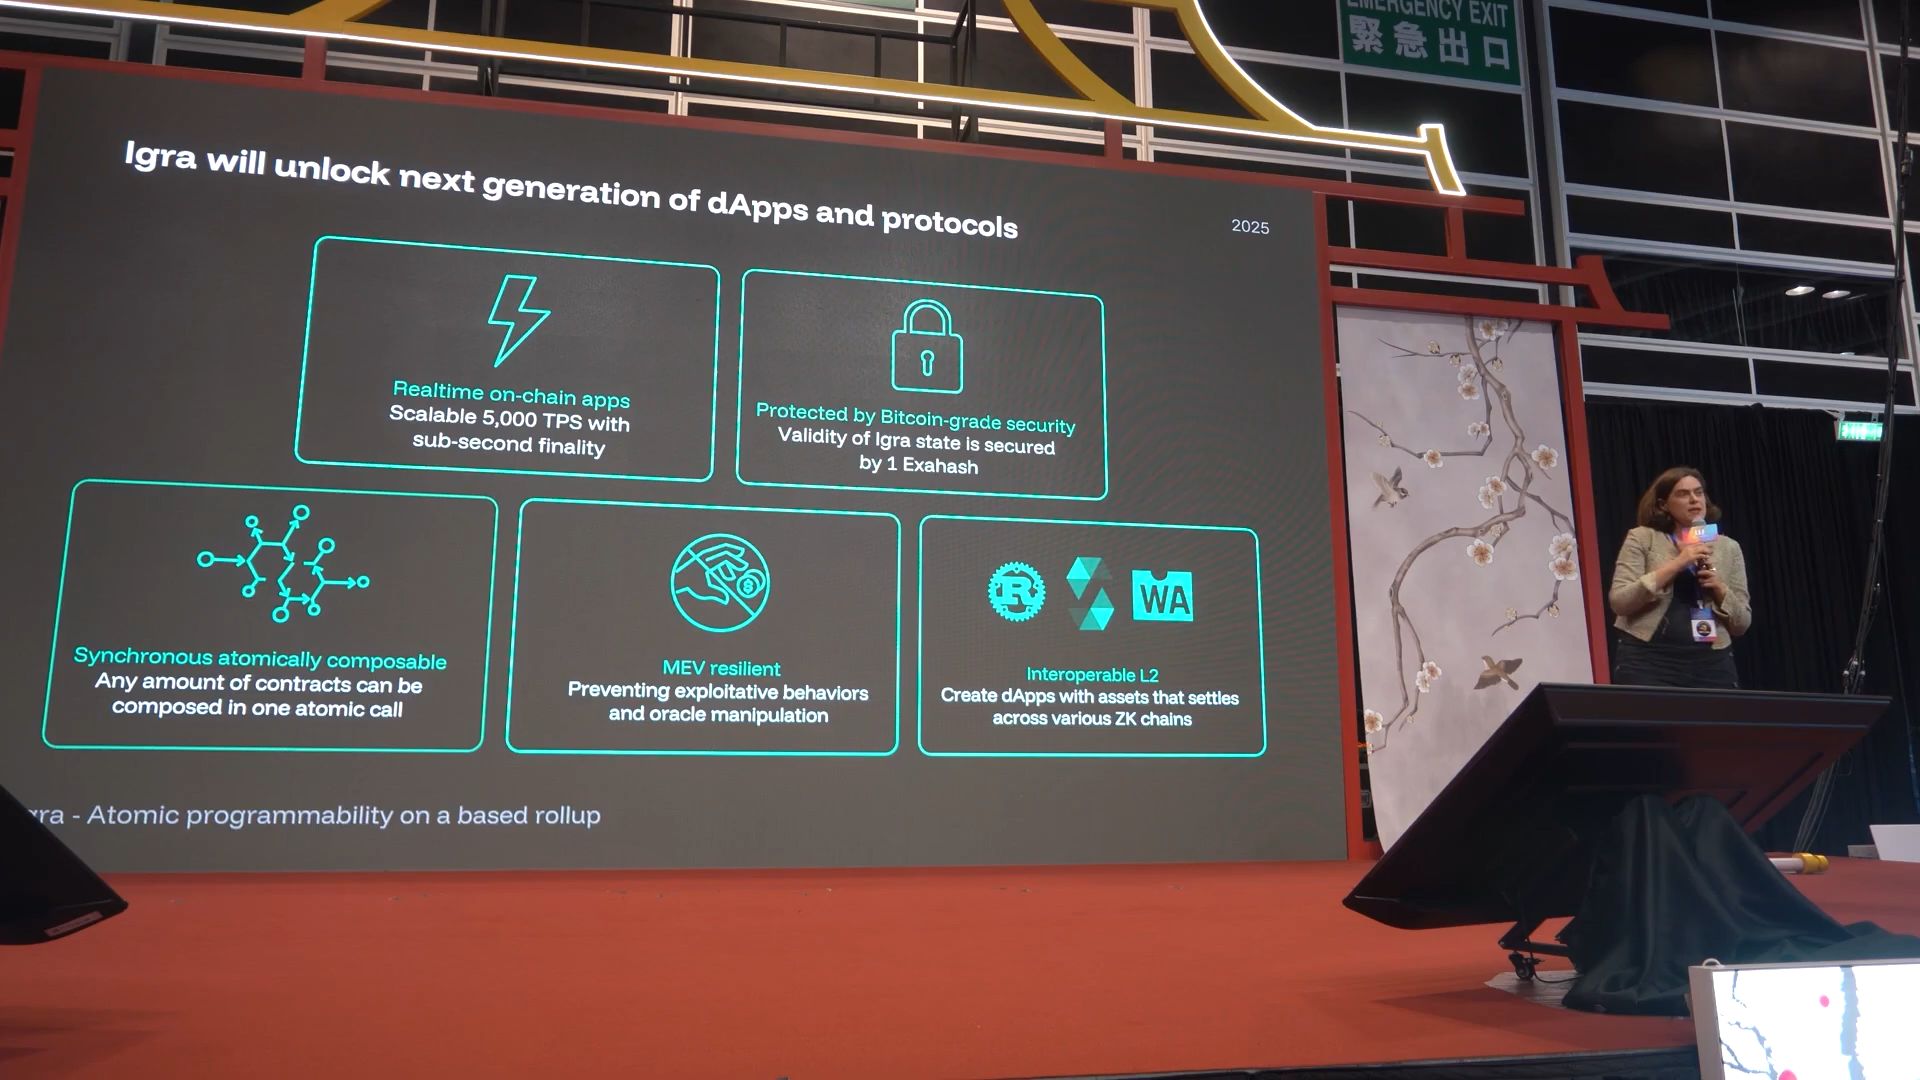 EMERGENCY EXIT
緊急出口
Igra will unlock next generation of dApps and protocols
2025
Realtime on-chain apps
Scalable 5,000 TPS with
sub-second finality
Protected by Bitcoin-grade security
Validity of Igra state is secured
by 1 Exahash
Synchronous atomically composable
Any amount of contracts can be
composed in one atomic call
MEV resilient
Preventing exploitative behaviors
and oracle manipulation
R
WA
Interoperable L2
Create dApps with assets that settles
across various ZK chains
gra - Atomic programmability on a based rollup